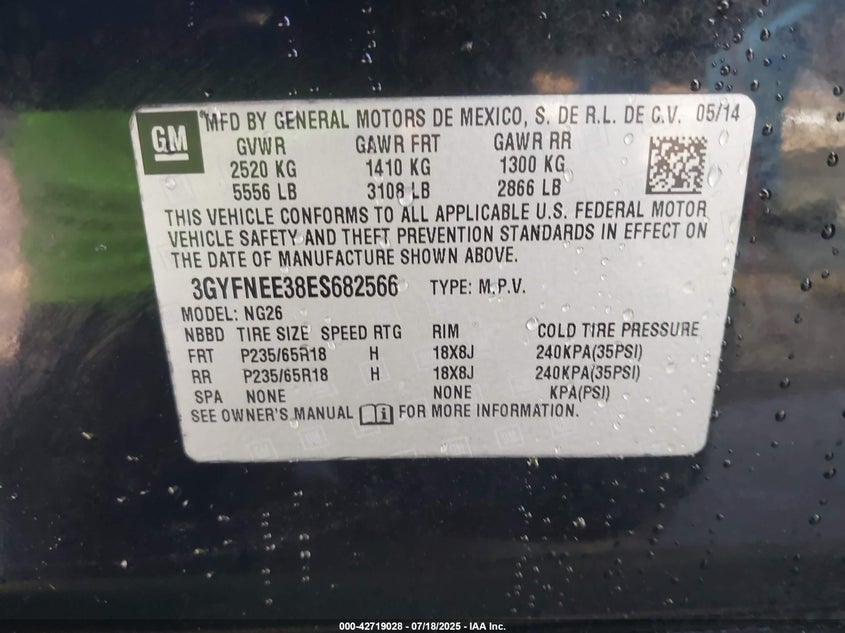 GM
®MFD BY GENERAL MOTORS DE MEXICO, S. DE R.L. DE C.V. 05/14
GVWR GAWR FRT GAWR RR
2520 KG 1410 KG 1300 KG
5556 LB 3108 LB 2866 LB
THIS VEHICLE CONFORMS TO ALL APPLICABLE U.S. FEDERAL MOTOR
VEHICLE SAFETY AND THEFT PREVENTION STANDARDS IN EFFECT ON
THE DATE OF MANUFACTURE SHOWN ABOVE.
3GYFNEE38ES682566 TYPE: M.P.V.
MODEL: NG26
NBBD TIRE SIZE SPEED RTG RIM COLD TIRE PRESSURE
FRT P235/65R18 H 18X8J 240KPA(35PSI)
RR P235/65R18 H 18X8J 240KPA(35PSI)
SPA NONE NONE KPA(PSI)
SEE OWNER'S MANUAL FOR MORE INFORMATION.
000-42719028 - 07/18/2025 - IAA Inc.